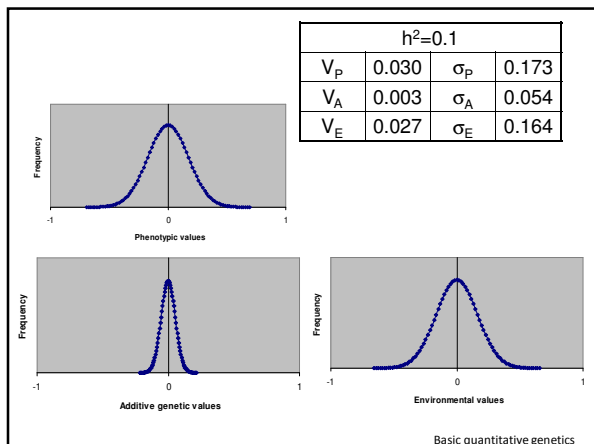 h²=0.1
V_P 0.030 σ_P 0.173
V_A 0.003 σ_A 0.054
V_E 0.027 σ_E 0.164
Frequency
-1 0 1
Phenotypic values
Frequency
-1 0 1
Additive genetic values
Frequency
-1 0 1
Environmental values
Basic quantitative genetics